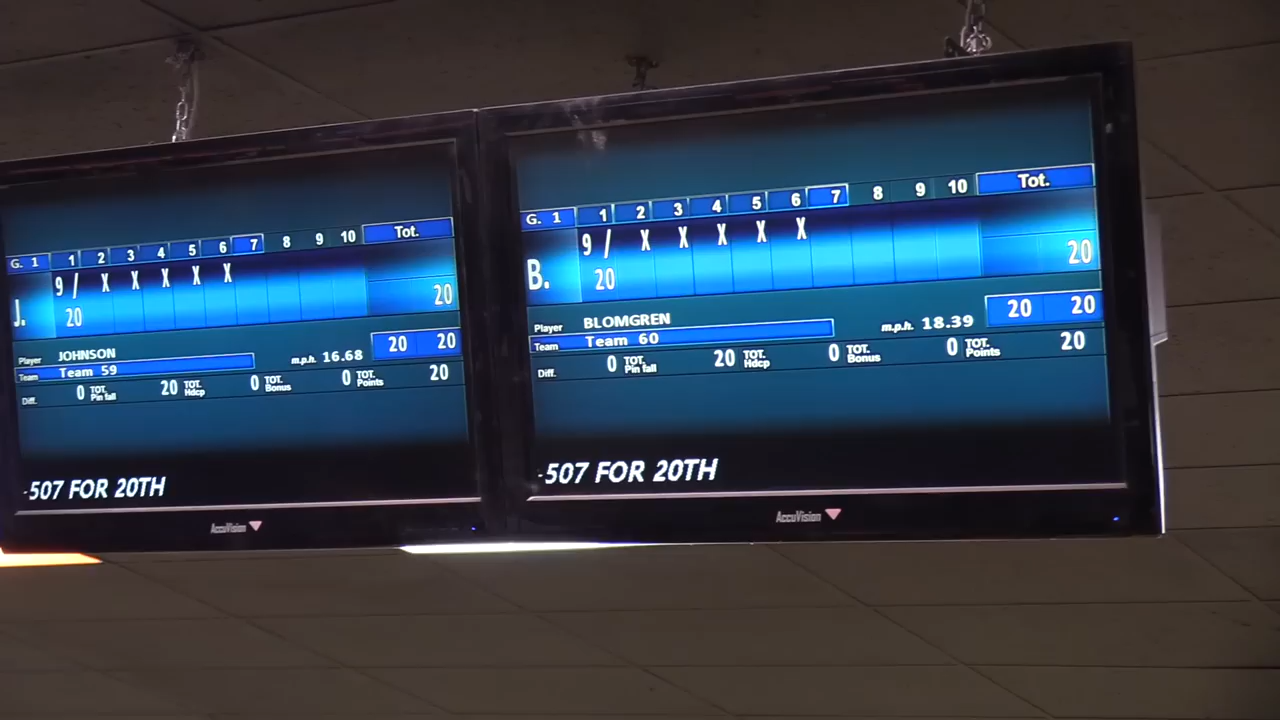 G. 1 1 2 3 4 5 6 7 8 9 10 Tot.
J. 9 / X X X X X
20 20
Player JOHNSON
Team Team 59 m.p.h. 16.68 20 20
Diff. 0 TOT. Pin fall 20 TOT. Hdcp 0 TOT. Bonus 0 TOT. Points 20
-507 FOR 20TH
AccuVision
G. 1 1 2 3 4 5 6 7 8 9 10 Tot.
B. 9 / X X X X X
20 20
Player BLOMGREN
Team Team 60 m.p.h. 18.39 20 20
Diff. 0 TOT. Pin fall 20 TOT. Hdcp 0 TOT. Bonus 0 TOT. Points 20
-507 FOR 20TH
AccuVision